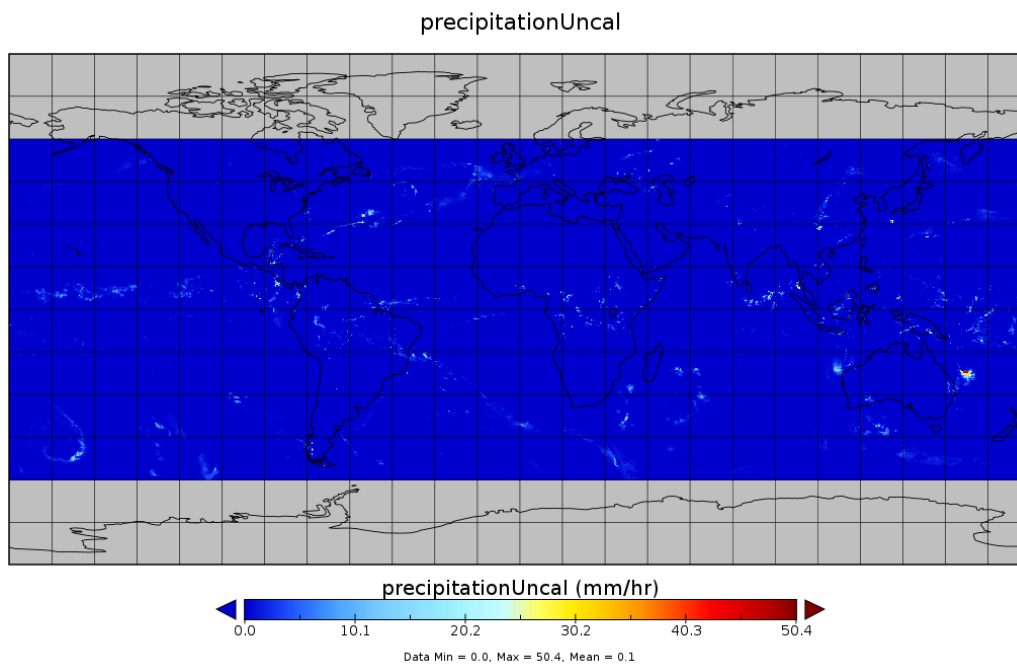 precipitationUncal
precipitationUncal (mm/hr)
0.0 10.1 20.2 30.2 40.3 50.4
Data Min = 0.0, Max = 50.4, Mean = 0.1